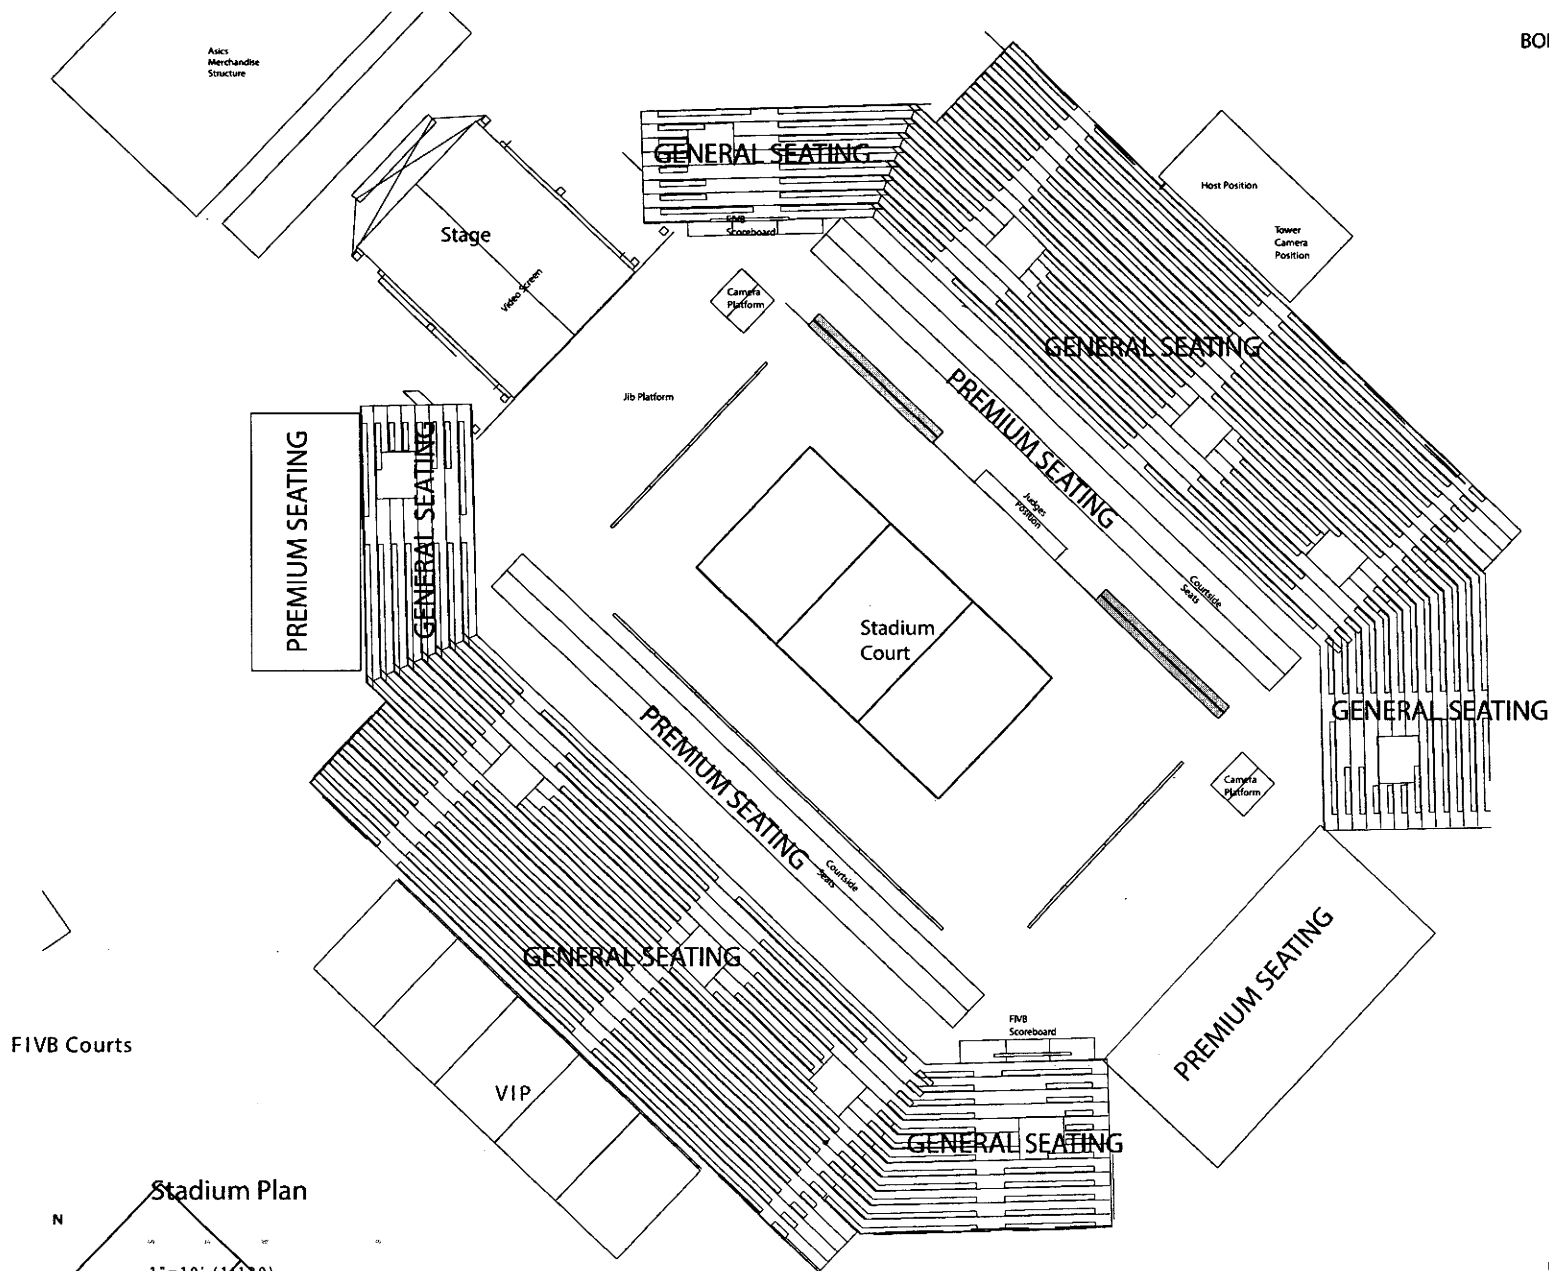 Asics
Merchandise
Structure
BOI
GENERAL SEATING
FIVB
Scoreboard
Host Position
Tower
Camera
Position
Stage
Video Screen
Camera
Platform
GENERAL SEATING
PREMIUM SEATING
Jib Platform
PREMIUM SEATING
GENERAL SEATING
Judges
Position
Courtside
Seats
Stadium
Court
GENERAL SEATING
PREMIUM SEATING
Camera
Platform
Courtside
Seats
GENERAL SEATING
PREMIUM SEATING
FIVB
Scoreboard
FIVB Courts
VIP
GENERAL SEATING
Stadium Plan
N